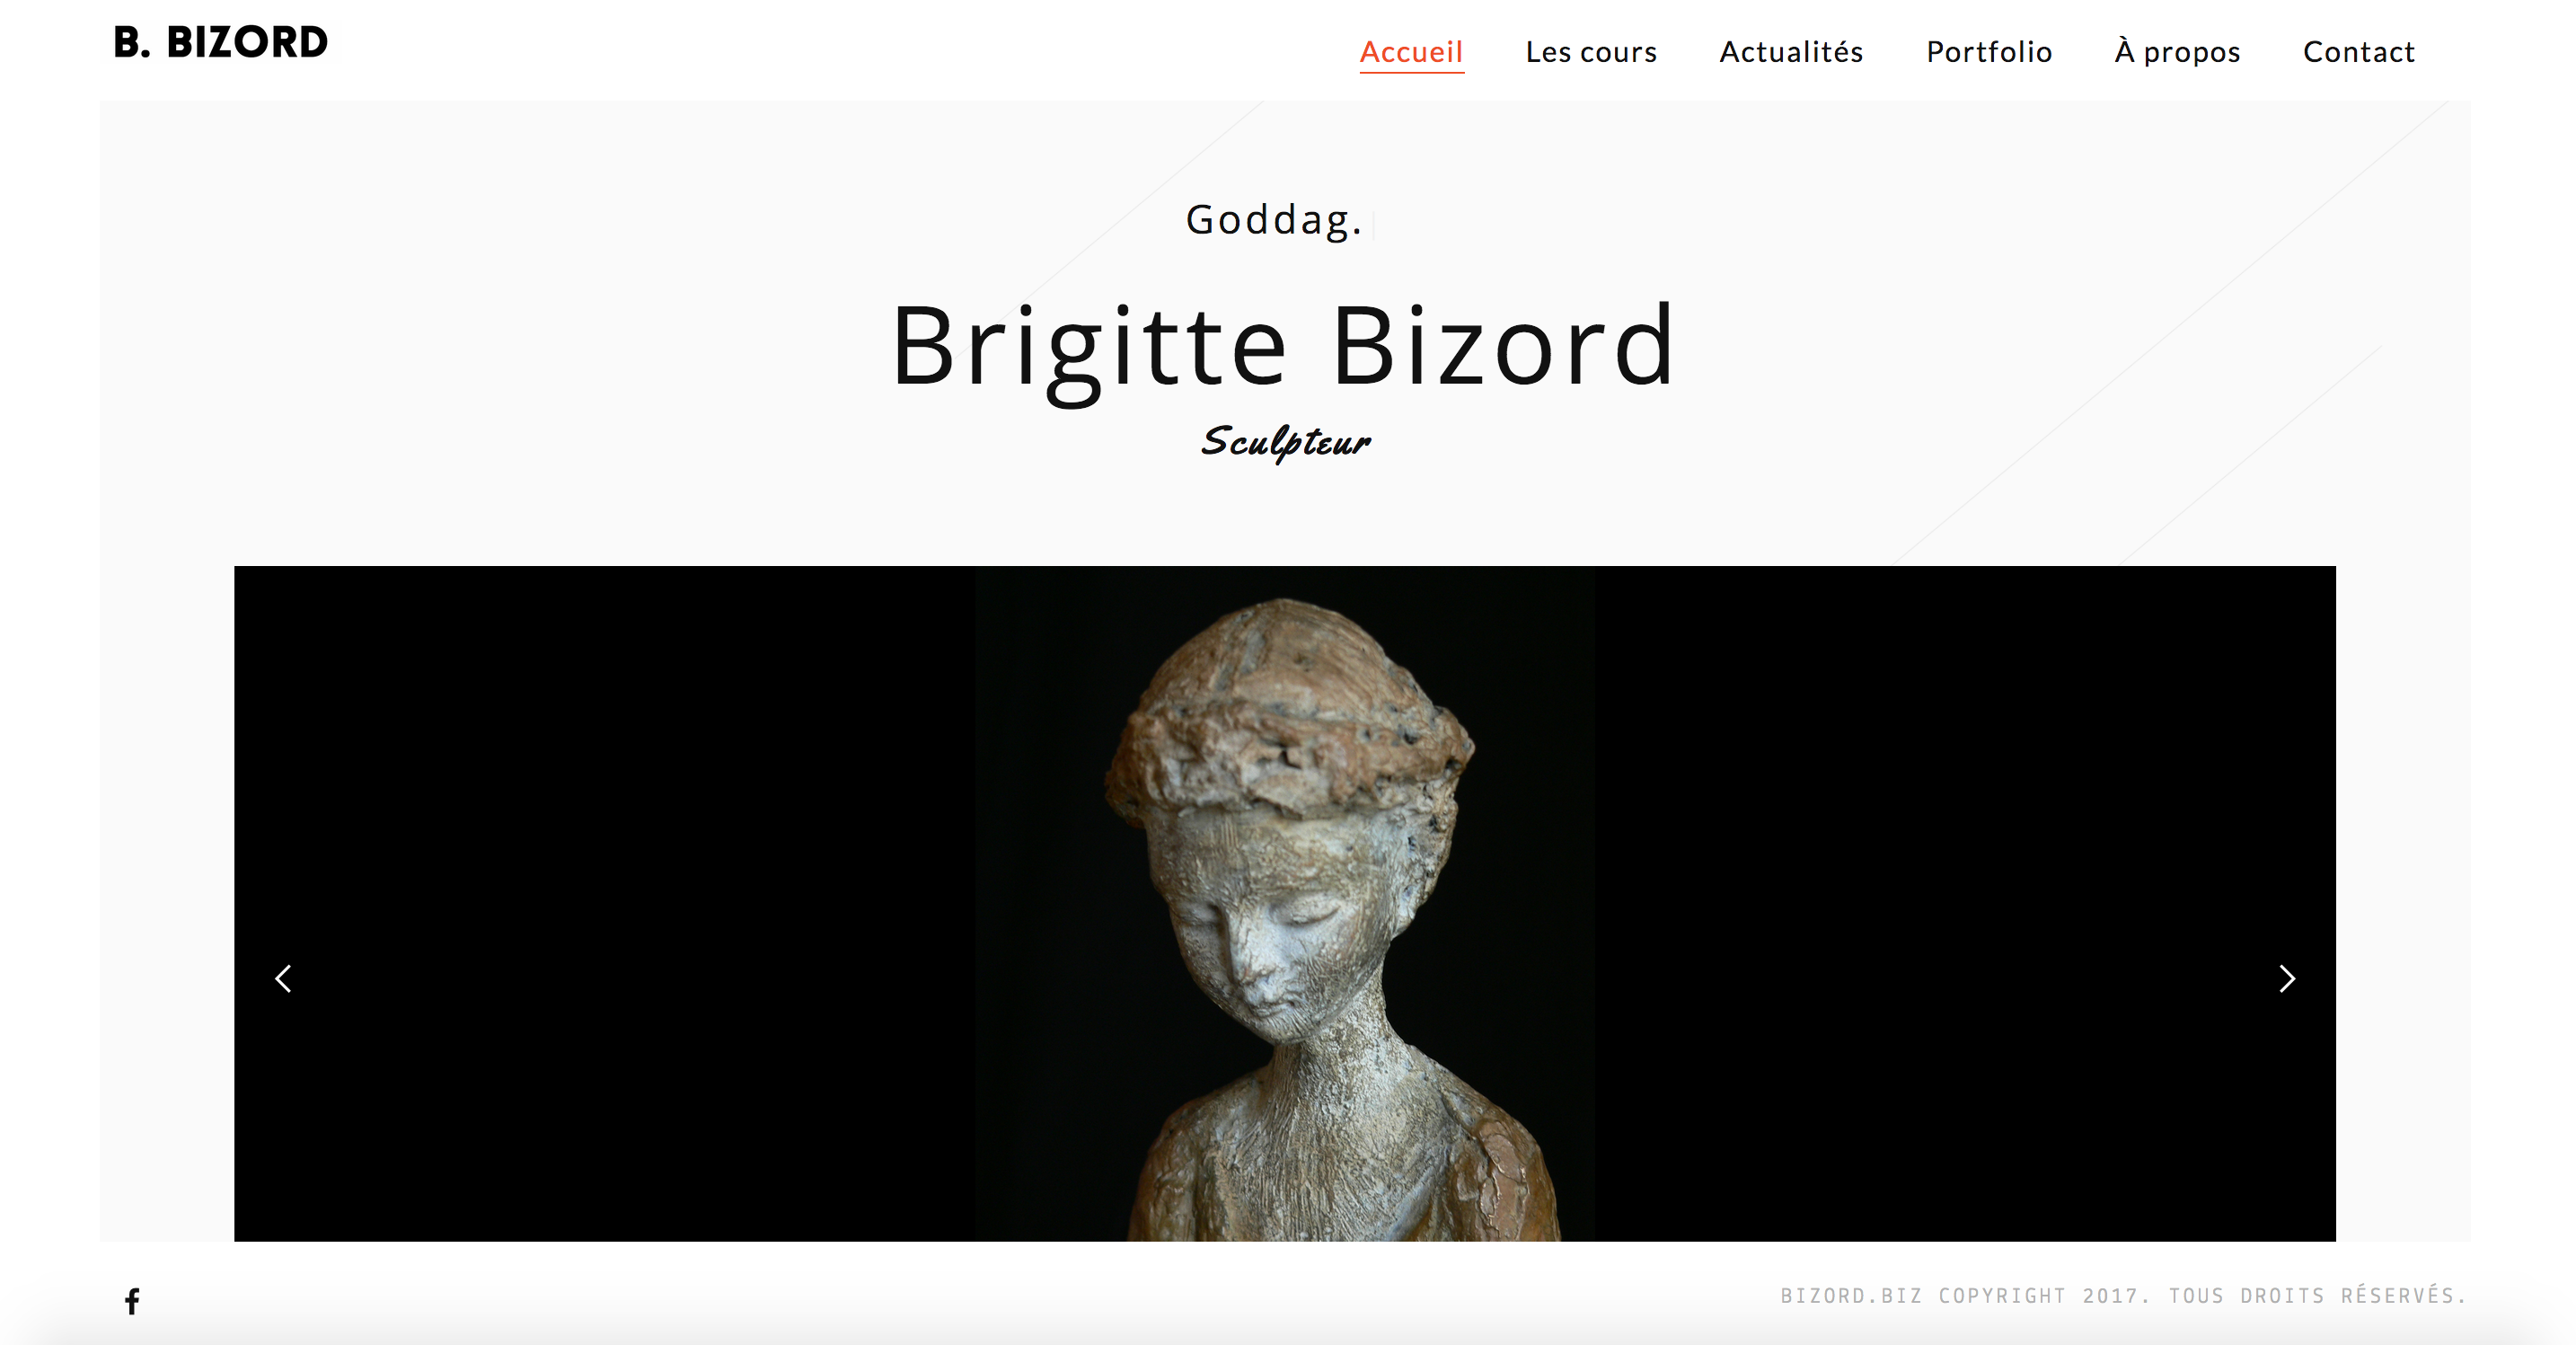 B. BIZORD
Accueil Les cours Actualités Portfolio À propos Contact
Goddag.
Brigitte Bizord
Sculpteur
BIZORD.BIZ COPYRIGHT 2017. TOUS DROITS RÉSERVÉS.